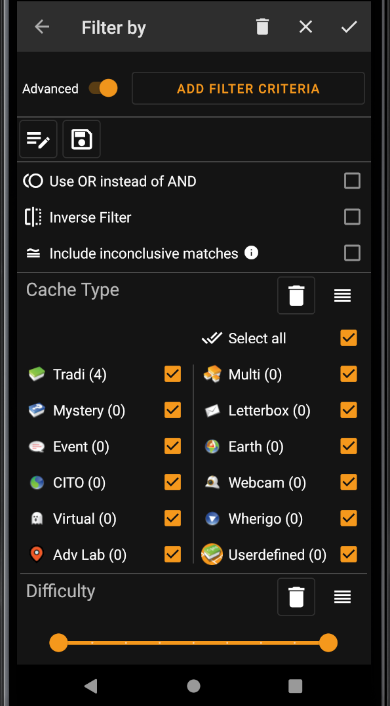 Filter by
Advanced
ADD FILTER CRITERIA
Use OR instead of AND
Inverse Filter
Include inconclusive matches
Cache Type
Select all
Tradi (4) Multi (0)
Mystery (0) Letterbox (0)
Event (0) Earth (0)
CITO (0) Webcam (0)
Virtual (0) Wherigo (0)
Adv Lab (0) Userdefined (0)
Difficulty